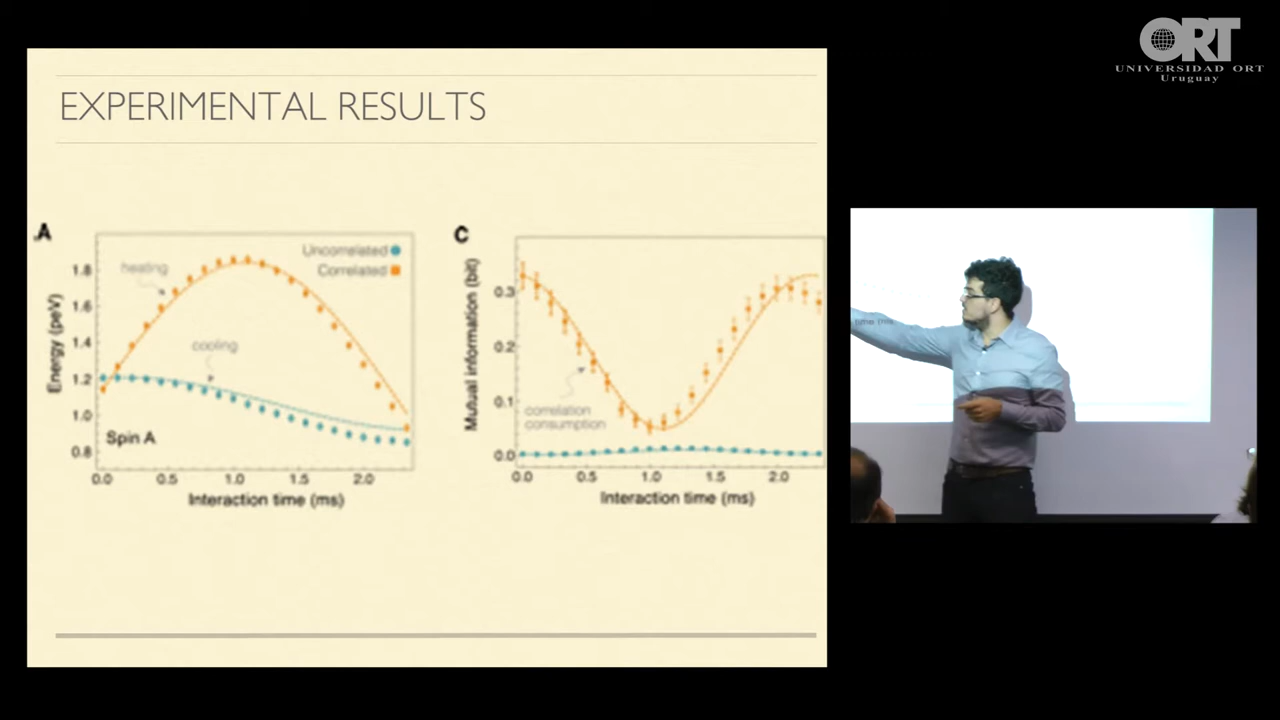 ORT
UNIVERSIDAD ORT
Uruguay
EXPERIMENTAL RESULTS
A
Energy (peV)
1.8
1.6
1.4
1.2
1.0
0.8
heating
cooling
Uncorrelated
Correlated
Spin A
0.0 0.5 1.0 1.5 2.0
Interaction time (ms)
C
Mutual information (bit)
0.3
0.2
0.1
0.0
correlation
consumption
0.0 0.5 1.0 1.5 2.0
Interaction time (ms)
time (ms